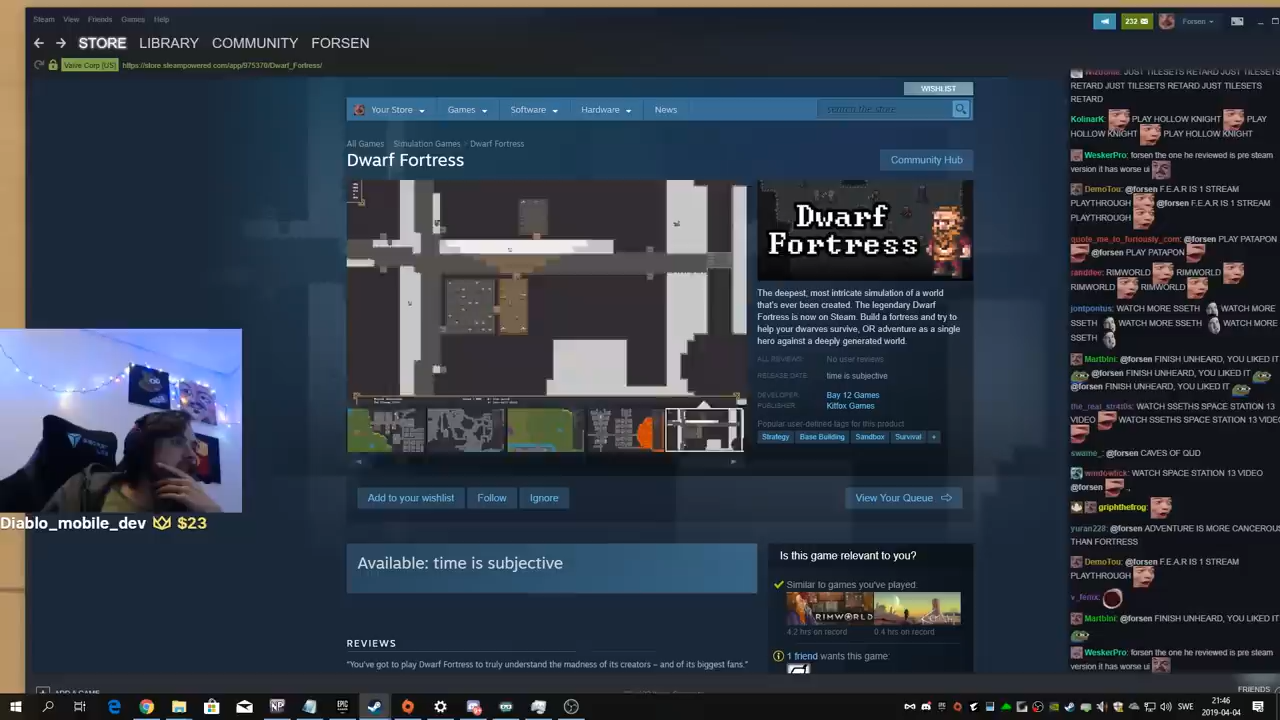 Steam View Friends Games Help
232
Forsen
STORE LIBRARY COMMUNITY FORSEN
Valve Corp [US] https://store.steampowered.com/app/975370/Dwarf_Fortress/
WISHLIST
Your Store Games Software Hardware News search the store
All Games > Simulation Games > Dwarf Fortress
Dwarf Fortress
Community Hub
Dwarf
Fortress
The deepest, most intricate simulation of a world
that's ever been created. The legendary Dwarf
Fortress is now on Steam. Build a fortress and try to
help your dwarves survive, OR adventure as a single
hero against a deeply generated world.
ALL REVIEWS: No user reviews
RELEASE DATE: time is subjective
DEVELOPER: Bay 12 Games
PUBLISHER: Kitfox Games
Popular user-defined tags for this product
Strategy Base Building Sandbox Survival +
Add to your wishlist Follow Ignore View Your Queue
Available: time is subjective
Is this game relevant to you?
Similar to games you've played:
RIMWORLD
4.2 hrs on record 0.4 hrs on record
1 friend wants this game:
REVIEWS
"You've got to play Dwarf Fortress to truly understand the madness of its creators – and of its biggest fans."
ADD A GAME
FRIENDS
Diablo_mobile_dev $23
JUST TILESETS RETARD JUST TILESETS
RETARD JUST TILESETS RETARD JUST TILESETS
RETARD
KolinarK: PLAY HOLLOW KNIGHT PLAY
HOLLOW KNIGHT PLAY HOLLOW KNIGHT
WeskerPro: forsen the one he reviewed is pre steam
version it has worse ui
DemoTou: @forsen F.E.A.R IS 1 STREAM
PLAYTHROUGH @forsen F.E.A.R IS 1 STREAM
PLAYTHROUGH
quote_me_to_furiously_com: @forsen PLAY PATAPON
@forsen PLAY PATAPON
RIMWORLD RIMWORLD
RIMWORLD RIMWORLD
jontpontus: WATCH MORE SSETH WATCH MORE
SSETH WATCH MORE SSETH WATCH MORE
SSETH
Martbini: @forsen FINISH UNHEARD, YOU LIKED IT
@forsen FINISH UNHEARD, YOU LIKED IT
@forsen FINISH UNHEARD, YOU LIKED IT
WATCH SSETHS SPACE STATION 13
VIDEO WATCH SSETHS SPACE STATION 13 VIDEO
swame_: @forsen CAVES OF QUD
windowtick: WATCH SPACE STATION 13 VIDEO
@forsen
griphthefrog:
yuran228: @forsen ADVENTURE IS MORE CANCEROUS
THAN FORTRESS
DemoTou: @forsen F.E.A.R IS 1 STREAM
PLAYTHROUGH
v_femx:
Martbini: @forsen FINISH UNHEARD, YOU LIKED IT
WeskerPro: forsen the one he reviewed is pre steam
version it has worse ui
SWE
21:46
2019-04-04